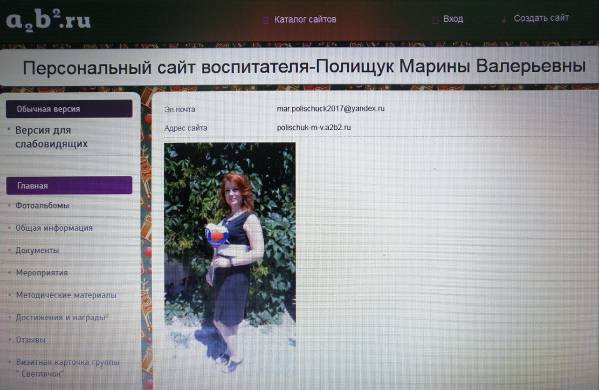 a2b2.ru
Каталог сайтов
Вход
Создать сайт
Персональный сайт воспитателя-Полищук Марины Валерьевны
Обычная версия
Версия для
слабовидящих
Главная
Фотоальбомы
Общая информация
Документы
Мероприятия
Методические материалы
Достижения и награды
Отзывы
Визитная карточка группы
"Светлячок"
Эл.почта mar.polischuck2017@yandex.ru
Адрес сайта polischuk-m-v.a2b2.ru